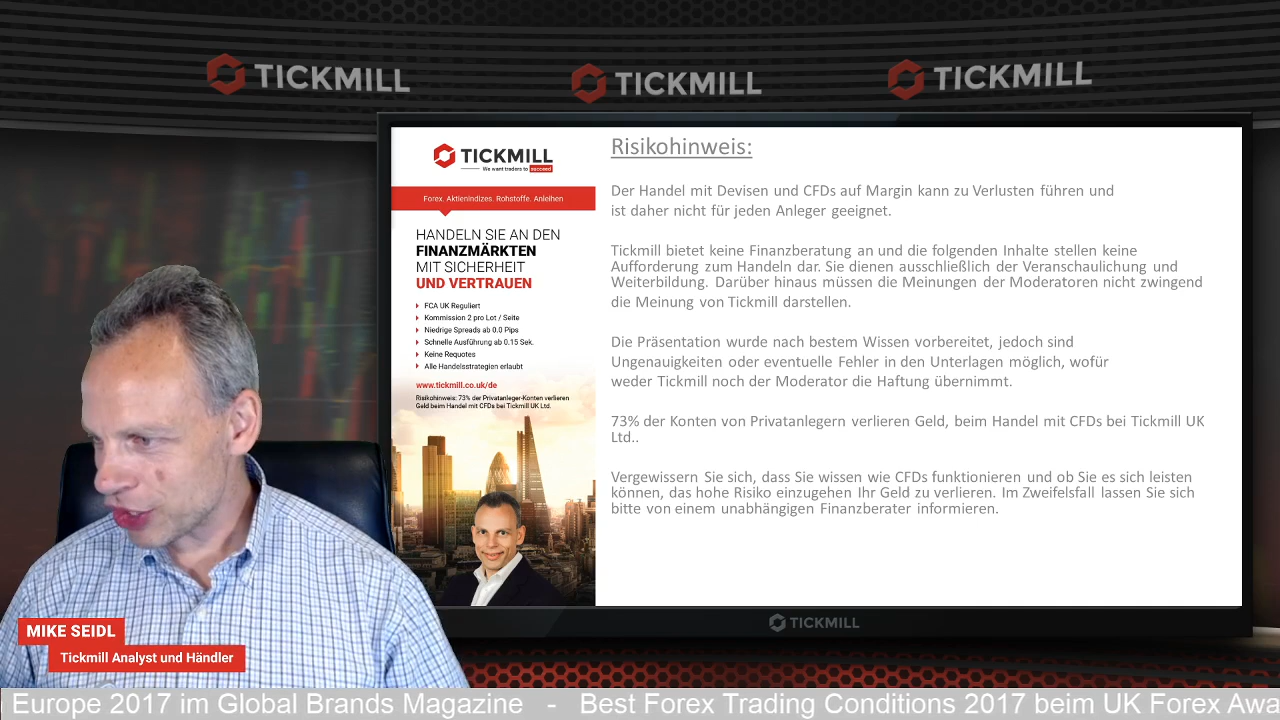 TICKMILL
TICKMILL
TICKMILL
TICKMILL
We want traders to succeed
Forex. Aktienindizes. Rohstoffe. Anleihen
HANDELN SIE AN DEN
FINANZMÄRKTEN
MIT SICHERHEIT
UND VERTRAUEN
FCA UK Reguliert
Kommission 2 pro Lot / Seite
Niedrige Spreads ab 0.0 Pips
Schnelle Ausführung ab 0.15 Sek.
Keine Requotes
Alle Handelsstrategien erlaubt
www.tickmill.co.uk/de
Risikohinweis: 73% der Privatanleger-Konten verlieren
Geld beim Handel mit CFDs bei Tickmill UK Ltd.
Risikohinweis:
Der Handel mit Devisen und CFDs auf Margin kann zu Verlusten führen und
ist daher nicht für jeden Anleger geeignet.
Tickmill bietet keine Finanzberatung an und die folgenden Inhalte stellen keine
Aufforderung zum Handeln dar. Sie dienen ausschließlich der Veranschaulichung und
Weiterbildung. Darüber hinaus müssen die Meinungen der Moderatoren nicht zwingend
die Meinung von Tickmill darstellen.
Die Präsentation wurde nach bestem Wissen vorbereitet, jedoch sind
Ungenauigkeiten oder eventuelle Fehler in den Unterlagen möglich, wofür
weder Tickmill noch der Moderator die Haftung übernimmt.
73% der Konten von Privatanlegern verlieren Geld, beim Handel mit CFDs bei Tickmill UK
Ltd..
Vergewissern Sie sich, dass Sie wissen wie CFDs funktionieren und ob Sie es sich leisten
können, das hohe Risiko einzugehen Ihr Geld zu verlieren. Im Zweifelsfall lassen Sie sich
bitte von einem unabhängigen Finanzberater informieren.
TICKMILL
MIKE SEIDL
Tickmill Analyst und Händler
Europe 2017 im Global Brands Magazine - Best Forex Trading Conditions 2017 beim UK Forex Awa